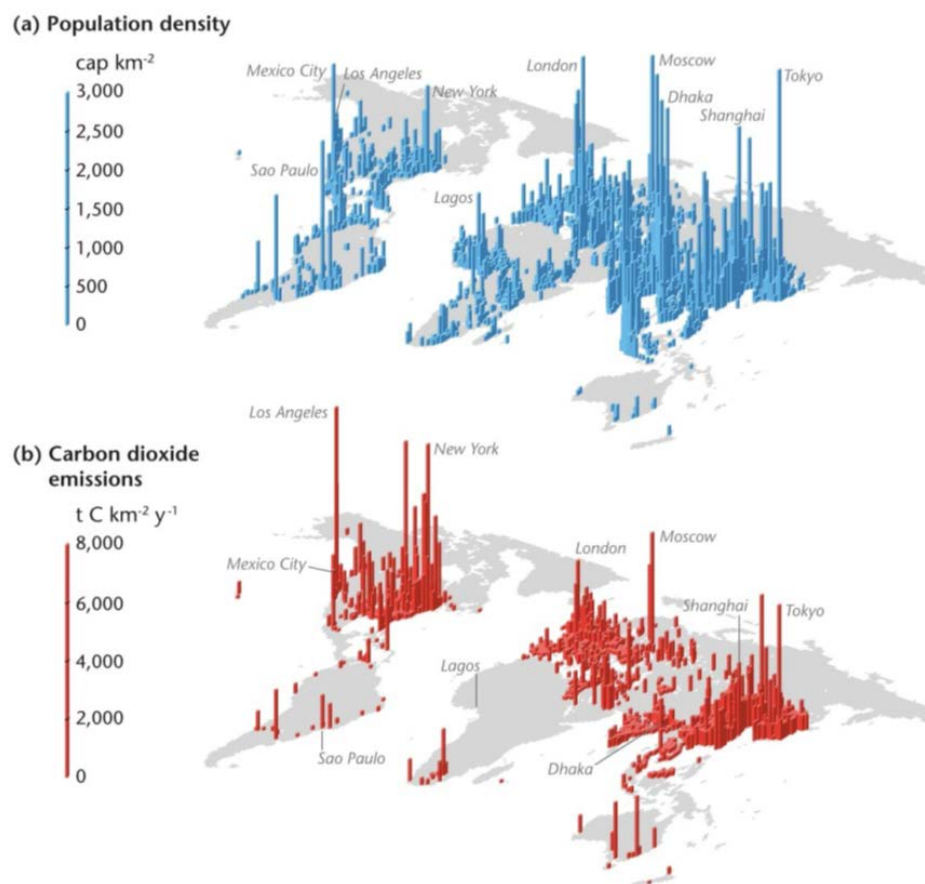 (a) Population density
cap km-2
3,000
2,500
2,000
1,500
1,000
500
0
Mexico City
Los Angeles
New York
Sao Paulo
London
Moscow
Dhaka
Shanghai
Tokyo
Lagos
(b) Carbon dioxide
emissions
t C km-2 y-1
8,000
6,000
4,000
2,000
0
Los Angeles
New York
Mexico City
London
Moscow
Shanghai
Tokyo
Lagos
Sao Paulo
Dhaka